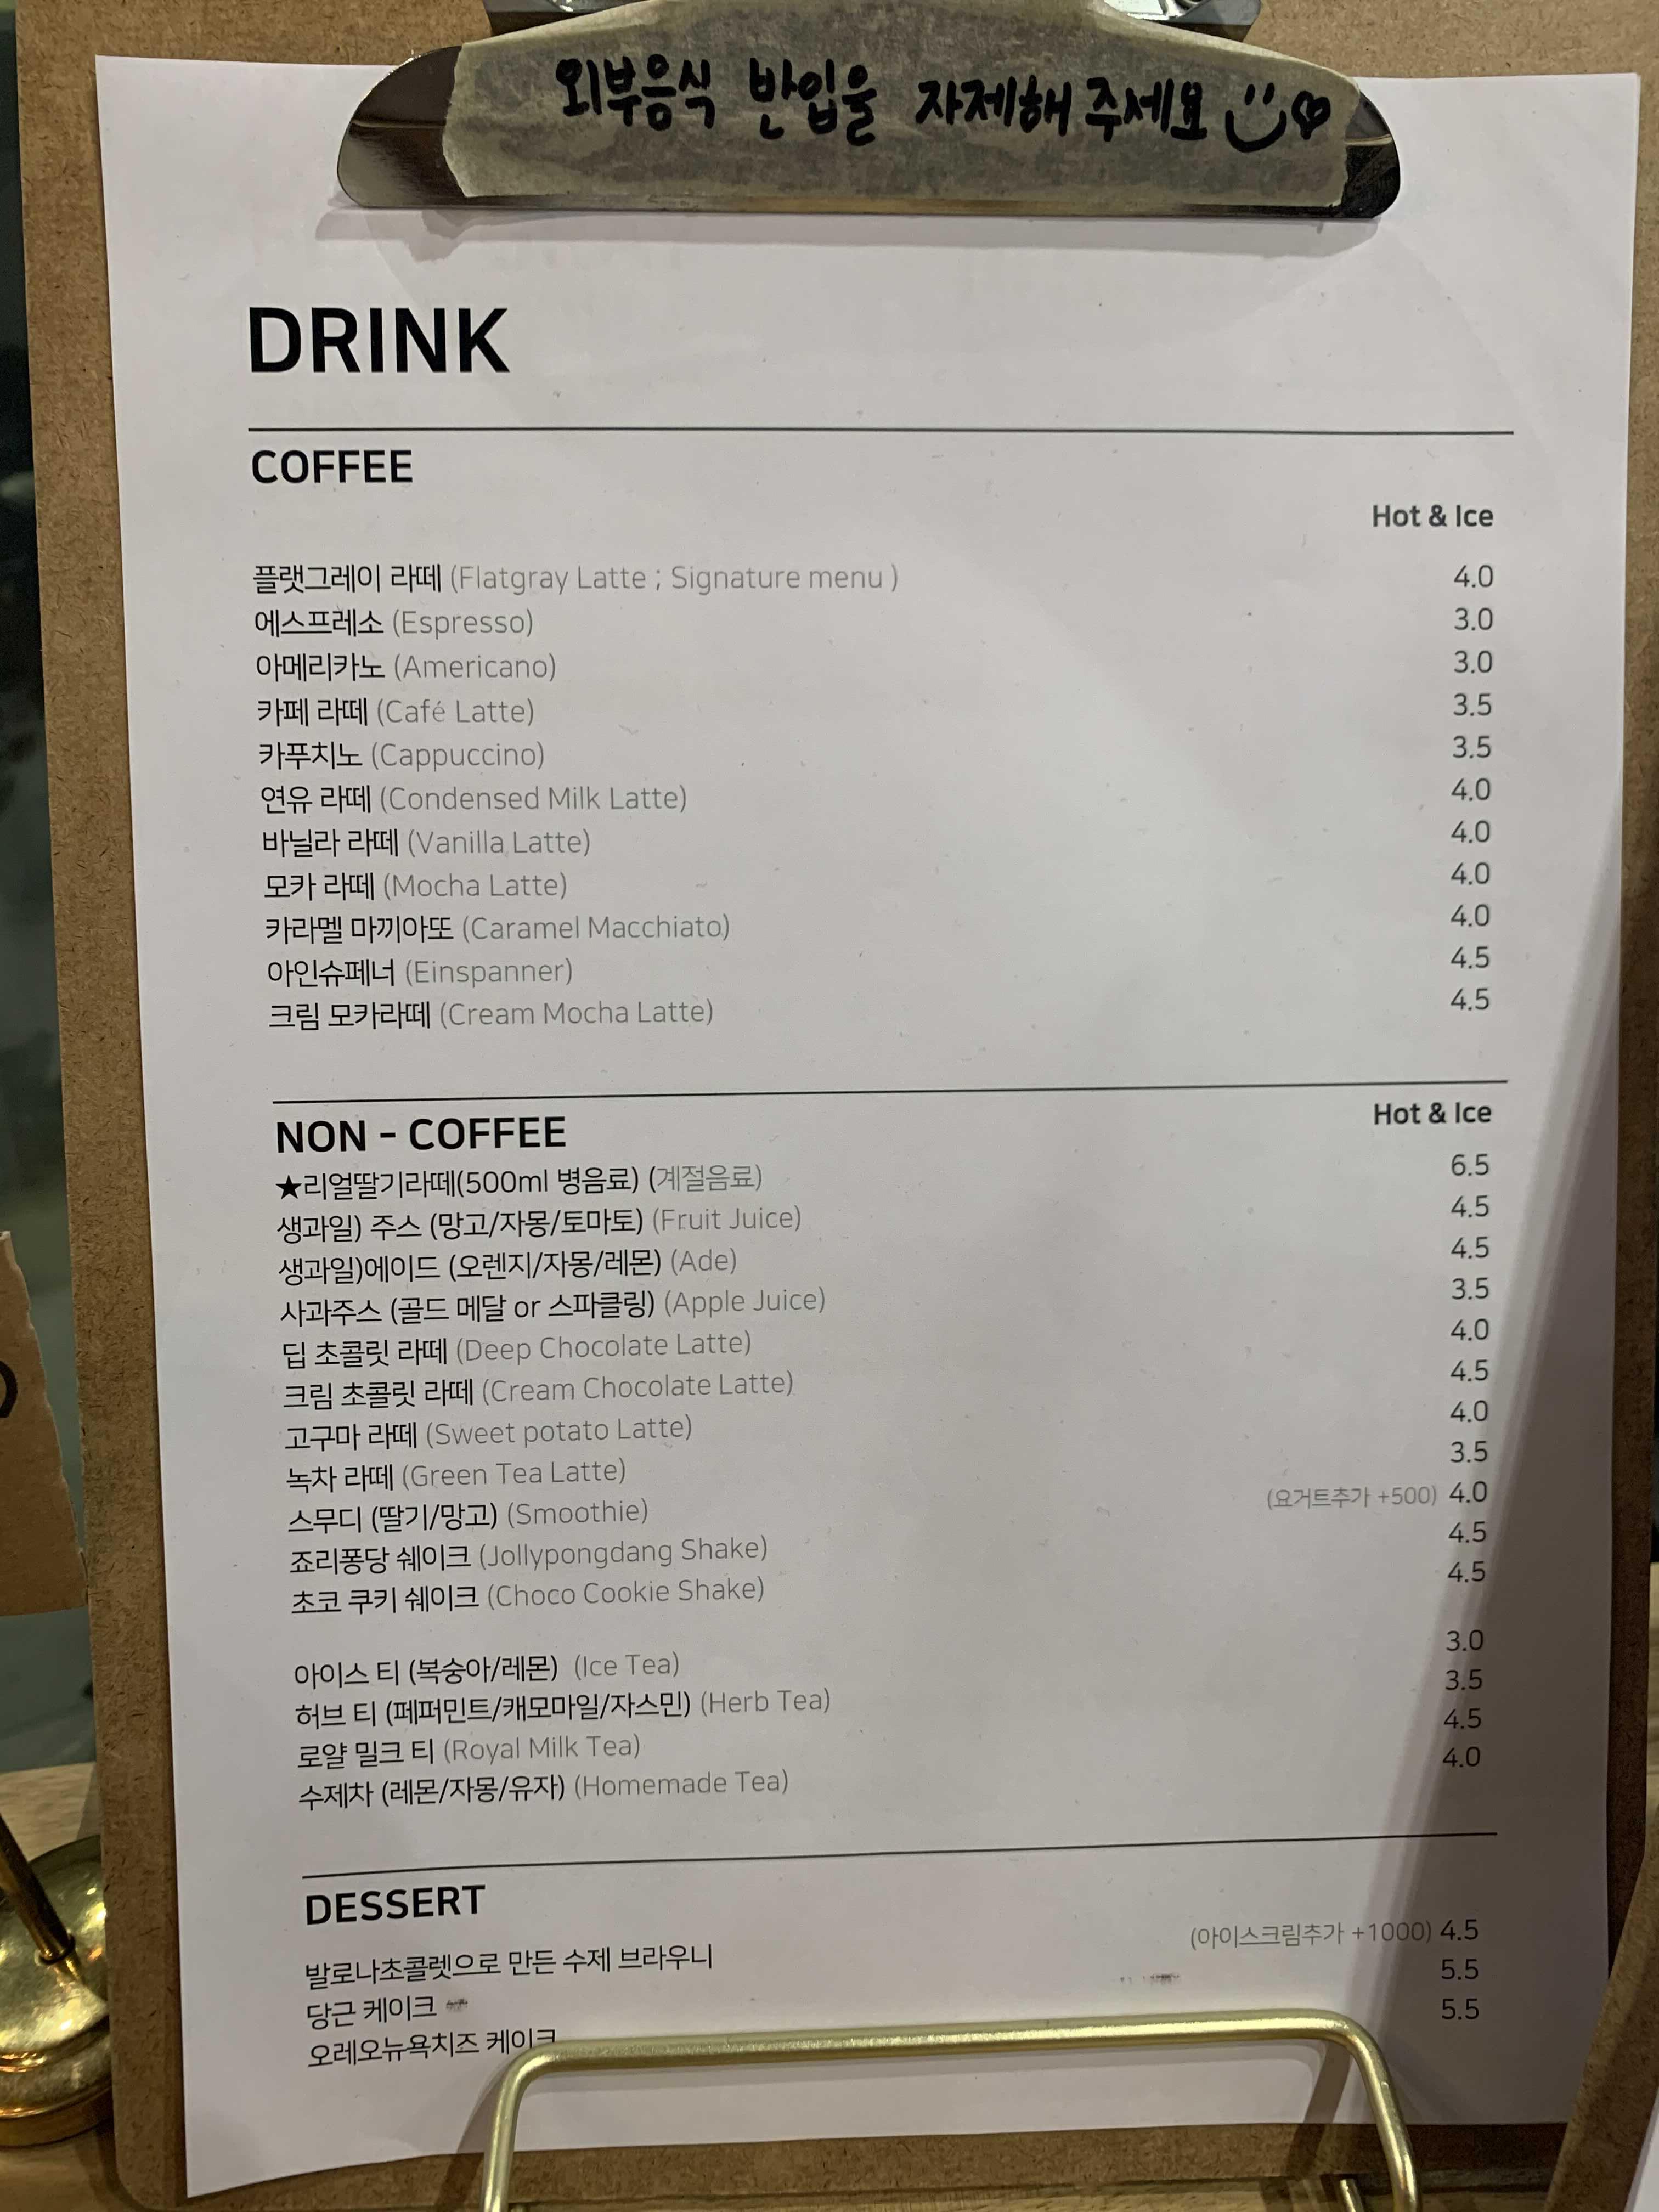 외부음식 반입을 자제해 주세요
DRINK
COFFEE
Hot & Ice
플랫그레이 라떼 (Flatgray Latte ; Signature menu ) 4.0
에스프레소 (Espresso) 3.0
아메리카노 (Americano) 3.0
카페 라떼 (Café Latte) 3.5
카푸치노 (Cappuccino) 3.5
연유 라떼 (Condensed Milk Latte) 4.0
바닐라 라떼 (Vanilla Latte) 4.0
모카 라떼 (Mocha Latte) 4.0
카라멜 마끼아또 (Caramel Macchiato) 4.0
아인슈페너 (Einspanner) 4.5
크림 모카라떼 (Cream Mocha Latte) 4.5
NON - COFFEE Hot & Ice
★리얼딸기라떼(500ml 병음료) (계절음료) 6.5
생과일) 주스 (망고/자몽/토마토) (Fruit Juice) 4.5
생과일)에이드 (오렌지/자몽/레몬) (Ade) 4.5
사과주스 (골드 메달 or 스파클링) (Apple Juice) 3.5
딥 초콜릿 라떼 (Deep Chocolate Latte) 4.0
크림 초콜릿 라떼 (Cream Chocolate Latte) 4.5
고구마 라떼 (Sweet potato Latte) 4.0
녹차 라떼 (Green Tea Latte) 3.5
스무디 (딸기/망고) (Smoothie) (요거트추가 +500) 4.0
죠리퐁당 쉐이크 (Jollypongdang Shake) 4.5
초코 쿠키 쉐이크 (Choco Cookie Shake) 4.5
아이스 티 (복숭아/레몬) (Ice Tea) 3.0
허브 티 (페퍼민트/캐모마일/자스민) (Herb Tea) 3.5
로얄 밀크 티 (Royal Milk Tea) 4.5
수제차 (레몬/자몽/유자) (Homemade Tea) 4.0
DESSERT
발로나초콜렛으로 만든 수제 브라우니 (아이스크림추가 +1000) 4.5
당근 케이크 5.5
오레오뉴욕치즈 케이크 5.5